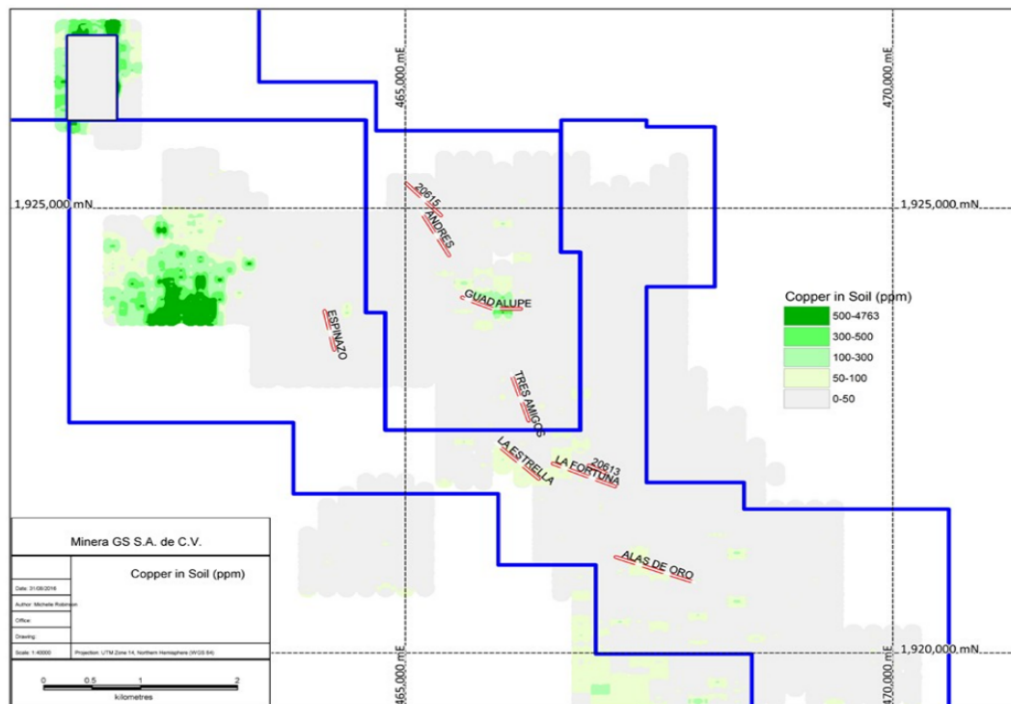 465,000 mE
470,000 mE
1,925,000 mN
1,925,000 mN
20615
ANDRES
GUADALUPE
ESPINAZO
TRES AMIGOS
LA ESTRELLA
LA FORTUNA
20613
ALAS DE ORO
Copper in Soil (ppm)
500-4763
300-500
100-300
50-100
0-50
1,920,000 mN
465,000 mE
470,000 mE
Minera GS S.A. de C.V.
Copper in Soil (ppm)
Date: 31/08/2016
Author: Michelle Robinson
Office:
Drawing:
Scale: 1:40000
Projection: UTM Zone 14, Northern Hemisphere (WGS 84)
0 0.5 1 2
kilometres